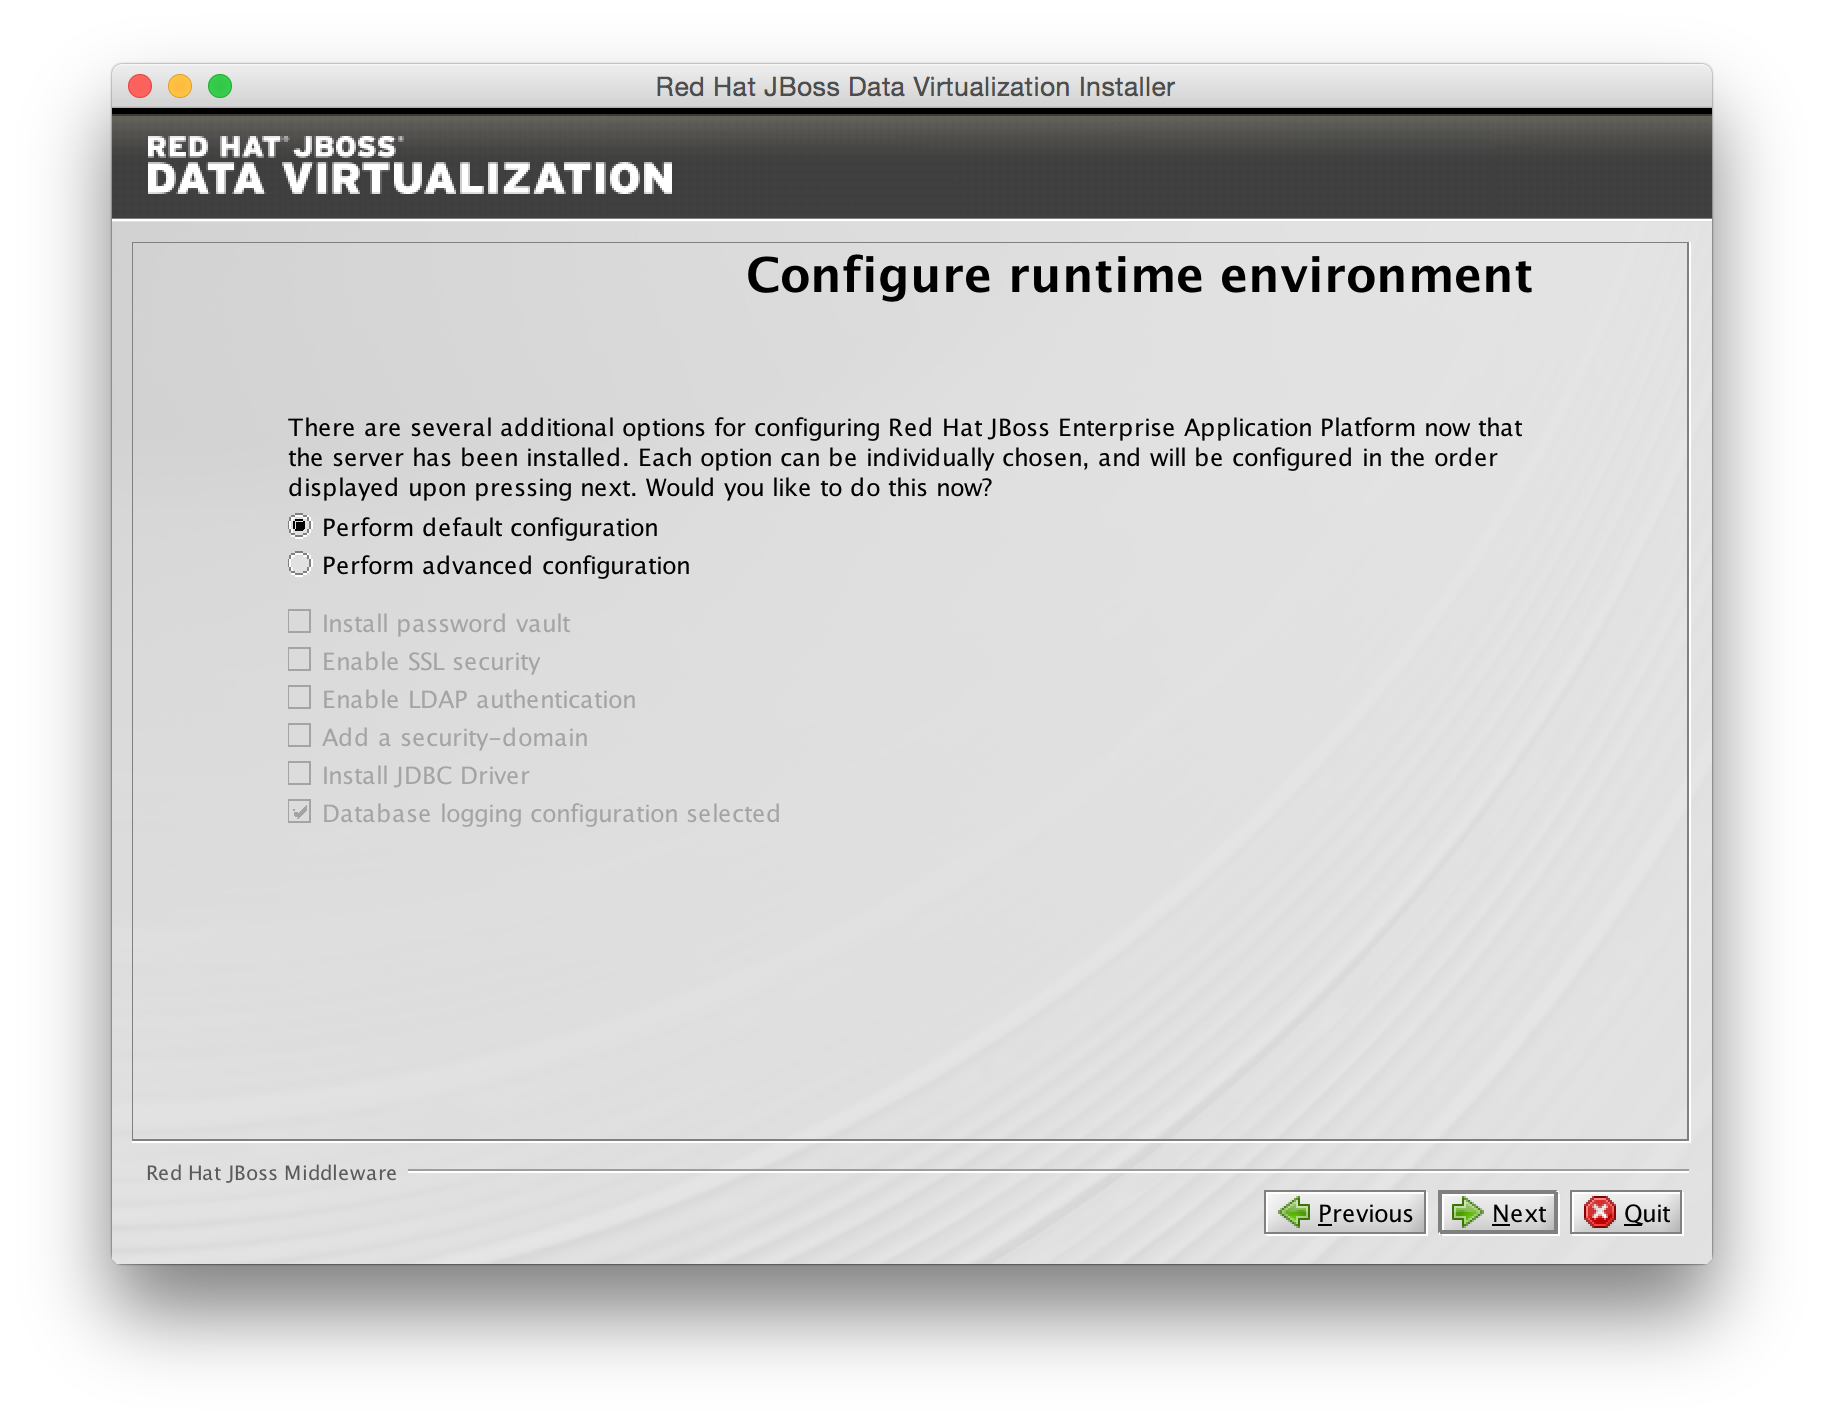 Red Hat JBoss Data Virtualization Installer
RED HAT® JBOSS®
DATA VIRTUALIZATION
Configure runtime environment
There are several additional options for configuring Red Hat JBoss Enterprise Application Platform now that
the server has been installed. Each option can be individually chosen, and will be configured in the order
displayed upon pressing next. Would you like to do this now?
Perform default configuration
Perform advanced configuration
Install password vault
Enable SSL security
Enable LDAP authentication
Add a security-domain
Install JDBC Driver
Database logging configuration selected
Red Hat JBoss Middleware
Previous
Next
Quit